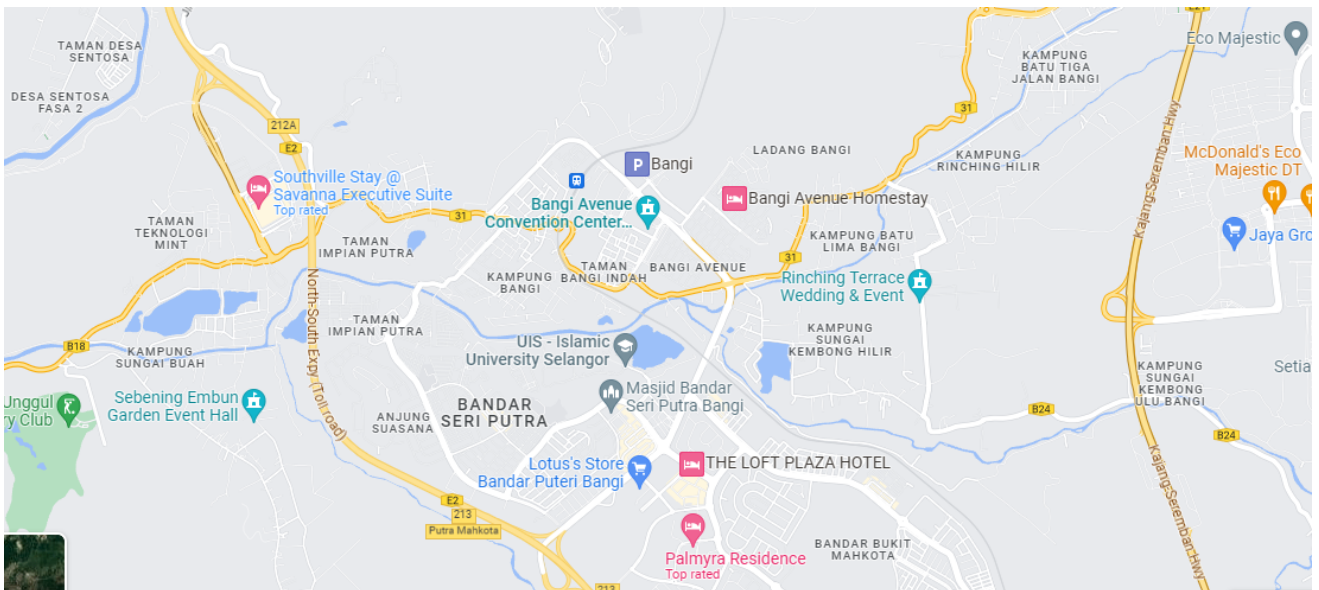 E21
Eco Majestic
TAMAN DESA
SENTOSA
KAMPUNG
BATU TIGA
JALAN BANGI
DESA SENTOSA
FASA 2
31
212A
E2
Kajang-Seremban Hwy
LADANG BANGI
KAMPUNG
RINCHING HILIR
McDonald's Eco
Majestic DT
P
Bangi
Southville Stay @
Savanna Executive Suite
Top rated
Bangi Avenue Homestay
Bangi Avenue
Convention Center...
31
TAMAN
TEKNOLOGI
MINT
TAMAN
IMPIAN PUTRA
KAMPUNG BATU
LIMA BANGI
Jaya Gro
31
KAMPUNG
BANGI
TAMAN
BANGI INDAH
BANGI AVENUE
Rinching Terrace
Wedding & Event
North-South Expy (Toll road)
TAMAN
IMPIAN PUTRA
KAMPUNG
SUNGAI
KEMBONG HILIR
B18
KAMPUNG
SUNGAI BUAH
UIS - Islamic
University Selangor
KAMPUNG
SUNGAI
KEMBONG
ULU BANGI
Setia
Unggul
ry Club
Sebening Embun
Garden Event Hall
Masjid Bandar
Seri Putra Bangi
ANJUNG
SUASANA
BANDAR
SERI PUTRA
B24
B24
Lotus's Store
Bandar Puteri Bangi
THE LOFT PLAZA HOTEL
E2
213
Putra Mahkota
Kajang-Seremban Hwy
BANDAR BUKIT
MAHKOTA
Palmyra Residence
Top rated
213